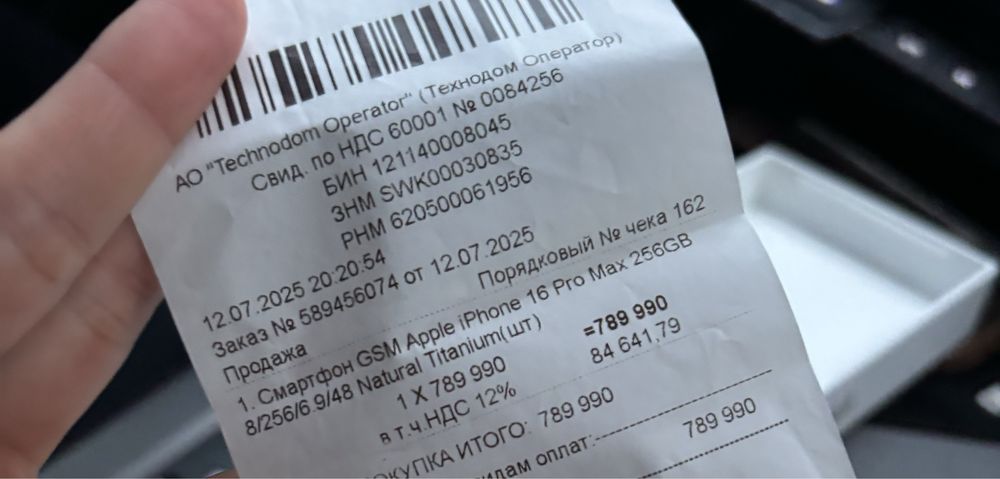 АО "Technodom Operator" (Технодом Оператор)
Свид. по НДС 60001 № 0084256
БИН 121140008045
ЗНМ SWK00030835
РНМ 620500061956
12.07.2025 20:20:54
Заказ № 589456074 от 12.07.2025
Продажа Порядковый № чека 162
1. Смартфон GSM Apple iPhone 16 Pro Max 256GB
8/256/6.9/48 Natural Titanium(шт)
1 X 789 990 =789 990
в т.ч.НДС 12% 84 641,79
ИТОГО: 789 990
оплат:
789 990